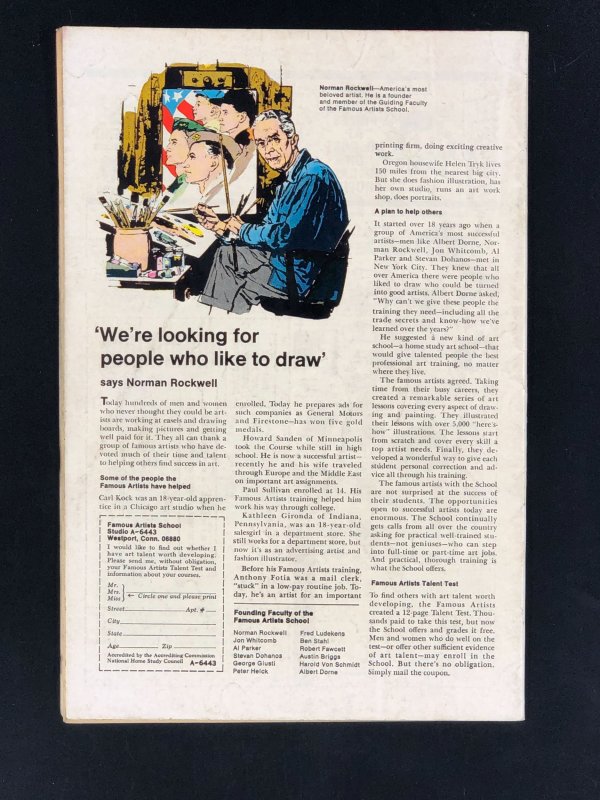 Norman Rockwell—America's most
beloved artist. He is a founder
and member of the Guiding Faculty
of the Famous Artists School.
'We're looking for
people who like to draw'
says Norman Rockwell
Today hundreds of men and women
who never thought they could be art-
ists are working at easels and drawing
boards, making pictures and getting
well paid for it. They all can thank a
group of famous artists who have de-
voted much of their time and talent
to helping others find success in art.
Some of the people the
Famous Artists have helped
Carl Kock was an 18-year-old appren-
tice in a Chicago art studio when he
enrolled. Today he prepares ads for
such companies as General Motors
and Firestone—has won five gold
medals.
Howard Sanden of Minneapolis
took the Course while still in high
school. He is now a successful artist—
recently he and his wife traveled
through Europe and the Middle East
on important art assignments.
Paul Sullivan enrolled at 14. His
Famous Artists training helped him
work his way through college.
Kathleen Gironda of Indiana,
Pennsylvania, was an 18-year-old
salesgirl in a department store. She
still works for a department store, but
now it's as an advertising artist and
fashion illustrator.
Before his Famous Artists training,
Anthony Fotia was a mail clerk,
"stuck" in a low-pay routine job. To-
day, he's an artist for an important
printing firm, doing exciting creative
work.
Oregon housewife Helen Tryk lives
150 miles from the nearest big city.
But she does fashion illustration, has
her own studio, runs an art work
shop, does portraits.
A plan to help others
It started over 18 years ago when a
group of America's most successful
artists—men like Albert Dorne, Nor-
man Rockwell, Jon Whitcomb, Al
Parker and Stevan Dohanos—met in
New York City. They knew that all
over America there were people who
liked to draw who could be turned
into good artists. Albert Dorne asked,
"Why can't we give these people the
training they need—including all the
trade secrets and know-how we've
learned over the years?"
He suggested a new kind of art
school—a home study art school—that
would give talented people the best
professional art training, no matter
where they live.
The famous artists agreed. Taking
time from their busy careers, they
created a remarkable series of art
lessons covering every aspect of draw-
ing and painting. They illustrated
their lessons with over 5,000 "here's-
how" illustrations. The lessons start
from scratch and cover every skill a
top artist needs. Finally, they de-
veloped a wonderful way to give each
student personal correction and ad-
vice all through his training.
The famous artists with the School
are not surprised at the success of
their students. The opportunities
open to successful artists today are
enormous. The School continually
gets calls from all over the country
asking for practical well-trained stu-
dents—not geniuses—who can step
into full-time or part-time art jobs.
And practical, thorough training is
what the School offers.
Famous Artists Talent Test
To find others with art talent worth
developing, the Famous Artists
created a 12-page Talent Test. Thou-
sands paid to take this test, but now
the School offers and grades it free.
Men and women who do well on the
test—or offer other sufficient evidence
of art talent—may enroll in the
School. But there's no obligation.
Simply mail the coupon.
Famous Artists School
Studio A-6443
Westport, Conn. 06880
I would like to find out whether I
have art talent worth developing.
Please send me, without obligation,
your Famous Artists Talent Test and
information about your courses.
Mr.
Mrs.
Miss } ← Circle one and please print
Street Apt. #
City
State
Age Zip
Accredited by the Accrediting Commission
National Home Study Council A-6443
Founding Faculty of the
Famous Artists School
Norman Rockwell Fred Ludekens
Jon Whitcomb Ben Stahl
Al Parker Robert Fawcett
Stevan Dohanos Austin Briggs
George Giusti Harold Von Schmidt
Peter Helck Albert Dorne